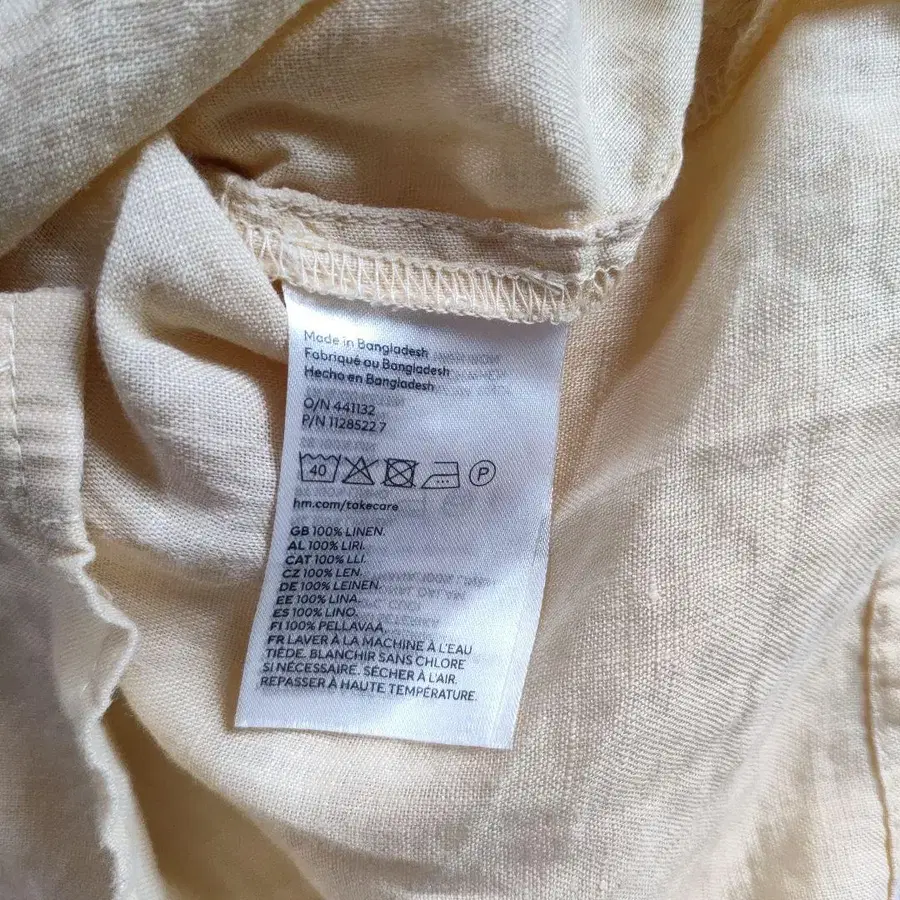 Made in Bangladesh
Fabriqué au Bangladesh
Hecho en Bangladesh
O/N 441132
P/N 1128522 7
40 P
hm.com/takecare
GB 100% LINEN.
AL 100% LIRI.
CAT 100% LLI.
CZ 100% LEN.
DE 100% LEINEN.
EE 100% LINA.
ES 100% LINO.
FI 100% PELLAVAA.
FR LAVER À LA MACHINE À L'EAU
TIÈDE. BLANCHIR SANS CHLORE
SI NÉCESSAIRE. SÉCHER À L'AIR.
REPASSER À HAUTE TEMPÉRATURE.